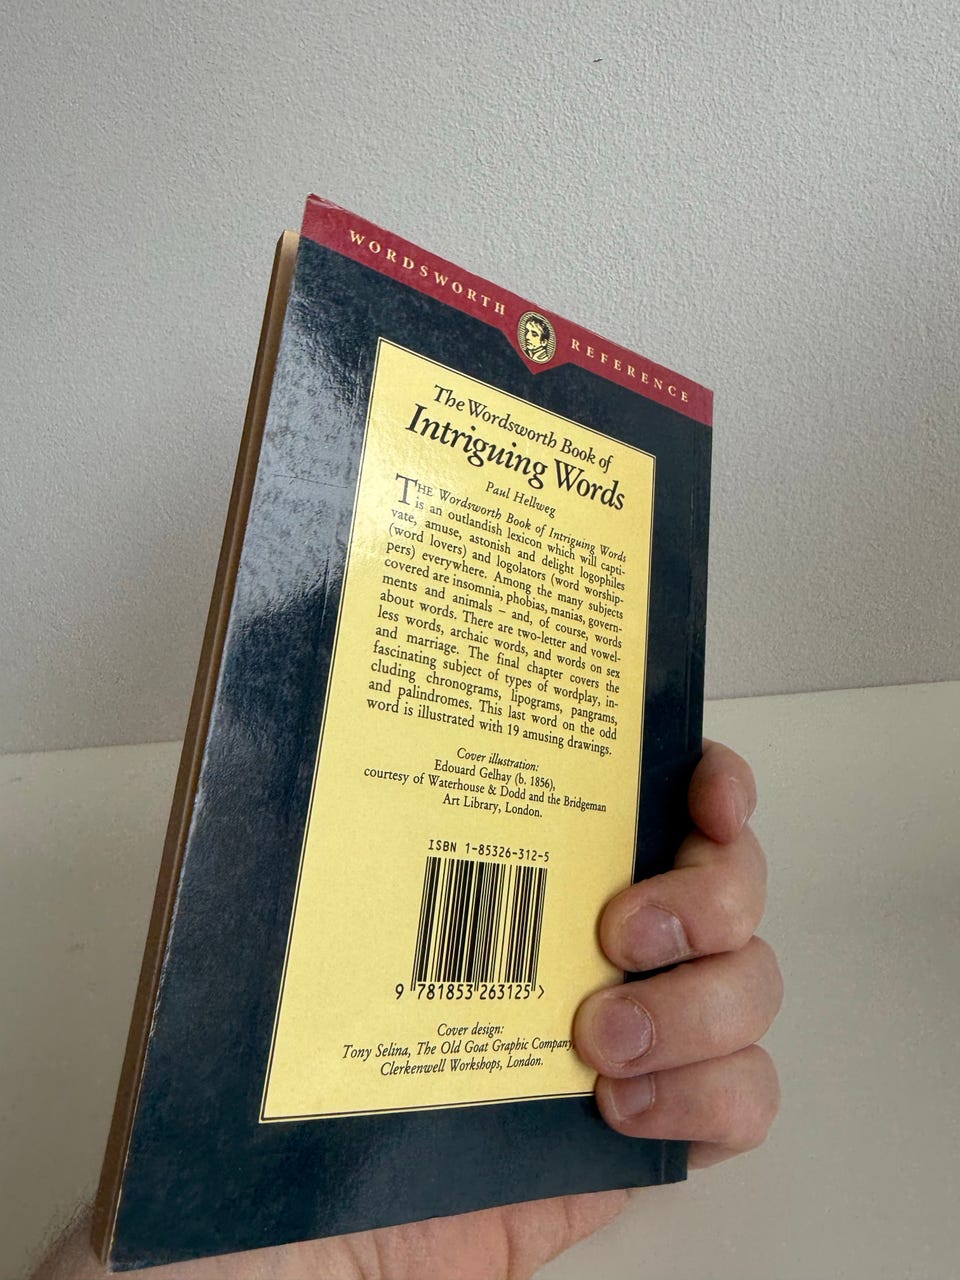 WORDSWORTH REFERENCE
The Wordsworth Book of
Intriguing Words
Paul Hellweg
THE Wordsworth Book of Intriguing Words
is an outlandish lexicon which will capti-
vate, amuse, astonish and delight logophiles
(word lovers) and logolators (word worship-
pers) everywhere. Among the many subjects
covered are insomnia, phobias, manias, govern-
ments and animals – and, of course, words
about words. There are two-letter and vowel-
less words, archaic words, and words on sex
and marriage. The final chapter covers the
fascinating subject of types of wordplay, in-
cluding chronograms, lipograms, pangrams,
and palindromes. This last word on the odd
word is illustrated with 19 amusing drawings.
Cover illustration:
Edouard Gelhay (b. 1856),
courtesy of Waterhouse & Dodd and the Bridgeman
Art Library, London.
ISBN 1-85326-312-5
9 781853 263125 >
Cover design:
Tony Selina, The Old Goat Graphic Company
Clerkenwell Workshops, London.